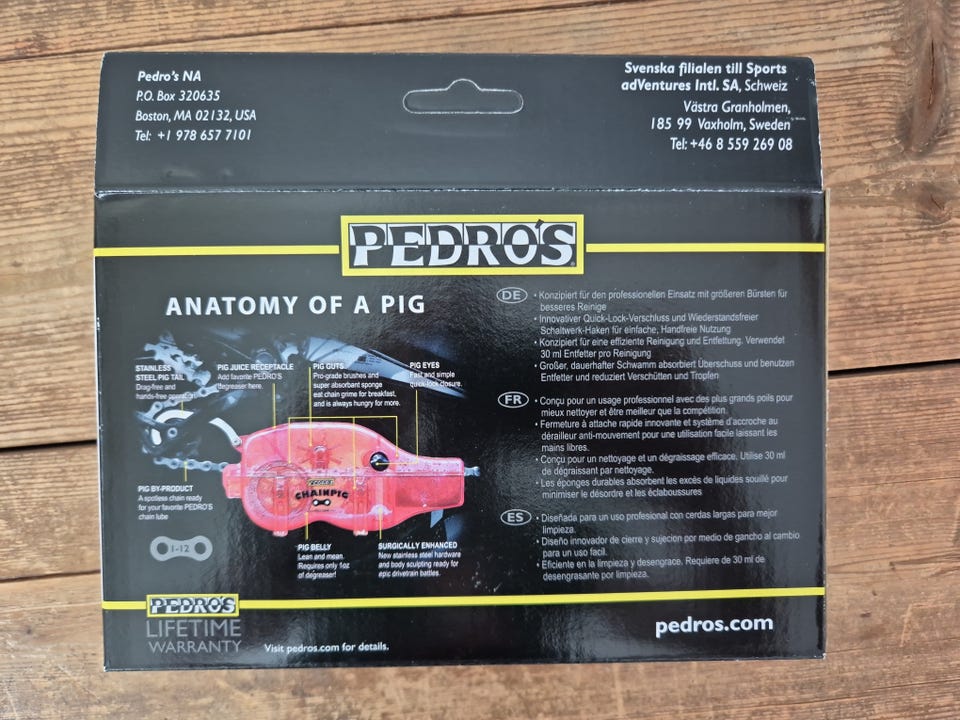 Pedro's NA
P.O. Box 320635
Boston, MA 02132, USA
Tel: +1 978 657 7101
Svenska filialen till Sports
adVentures Intl. SA, Schweiz
Västra Granholmen,
185 99 Vaxholm, Sweden
Tel: +46 8 559 269 08
PEDRO'S
ANATOMY OF A PIG
STAINLESS
STEEL PIG TAIL
Drag-free and
hands-free operation
PIG JUICE RECEPTACLE
Add favorite PEDRO'S
degreaser here.
PIG GUTS
Pro-grade brushes and
super absorbant sponge
eat chain grime for breakfast,
and is always hungry for more.
PIG EYES
Fast and simple
quick-lock closure.
PEDRO'S
CHAINPIG
PIG BY-PRODUCT
A spotless chain ready
for your favorite PEDRO'S
chain lube
1-12
PIG BELLY
Lean and mean.
Requires only 1oz
of degreaser!
SURGICALLY ENHANCED
New stainless steel hardware
and body sculpting ready for
epic drivetrain battles.
DE
• Konzipiert für den professionellen Einsatz mit größeren Bürsten für
besseres Reinige
• Innovativer Quick-Lock-Verschluss und Wiederstandsfreier
Schaltwerk-Haken für einfache, Handfreie Nutzung
• Konzipiert für eine effiziente Reinigung und Entfettung. Verwendet
30 ml Entfetter pro Reinigung
• Großer, dauerhafter Schwamm absorbiert Überschuss und benutzen
Entfetter und reduziert Verschütten und Tropfen
FR
• Conçu pour un usage professionnel avec des plus grands poils pour
mieux nettoyer et être meilleur que la compétition.
• Fermeture à attache rapide innovante et système d'accroche au
dérailleur anti-mouvement pour une utilisation facile laissant les
mains libres.
• Conçu pour un nettoyage et un dégraissage efficace. Utilise 30 ml
de dégraissant par nettoyage.
• Les éponges durables absorbent les excés de liquides souillé pour
minimiser le désordre et les éclaboussures
ES
• Diseñada para un uso profesional con cerdas largas para mejor
limpieza.
• Diseño innovador de cierre y sujecion por medio de gancho al cambio
para un uso facil.
• Eficiente en la limpieza y desengrace. Requiere de 30 ml de
desengrasante por limpieza.
PEDRO'S
LIFETIME
WARRANTY
Visit pedros.com for details.
pedros.com